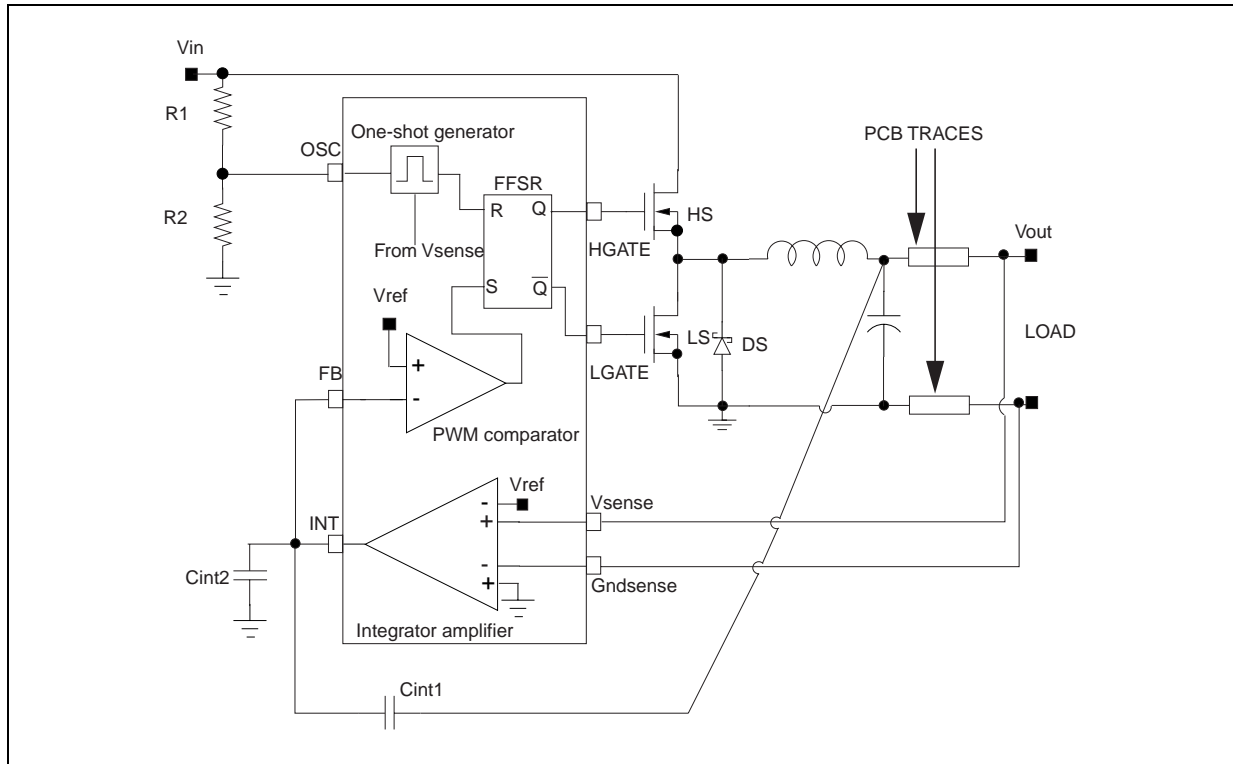 Vin
R1
PCB TRACES
One-shot generator
OSC
FFSR
R2
R
Q
HS
Vout
From Vsense
HGATE
S
Q
Vref
LS
DS
LOAD
+
LGATE
FB
-
PWM comparator
Vref
-
Vsense
INT
+
-
Cint2
+
Gndsense
Integrator amplifier
Cint1